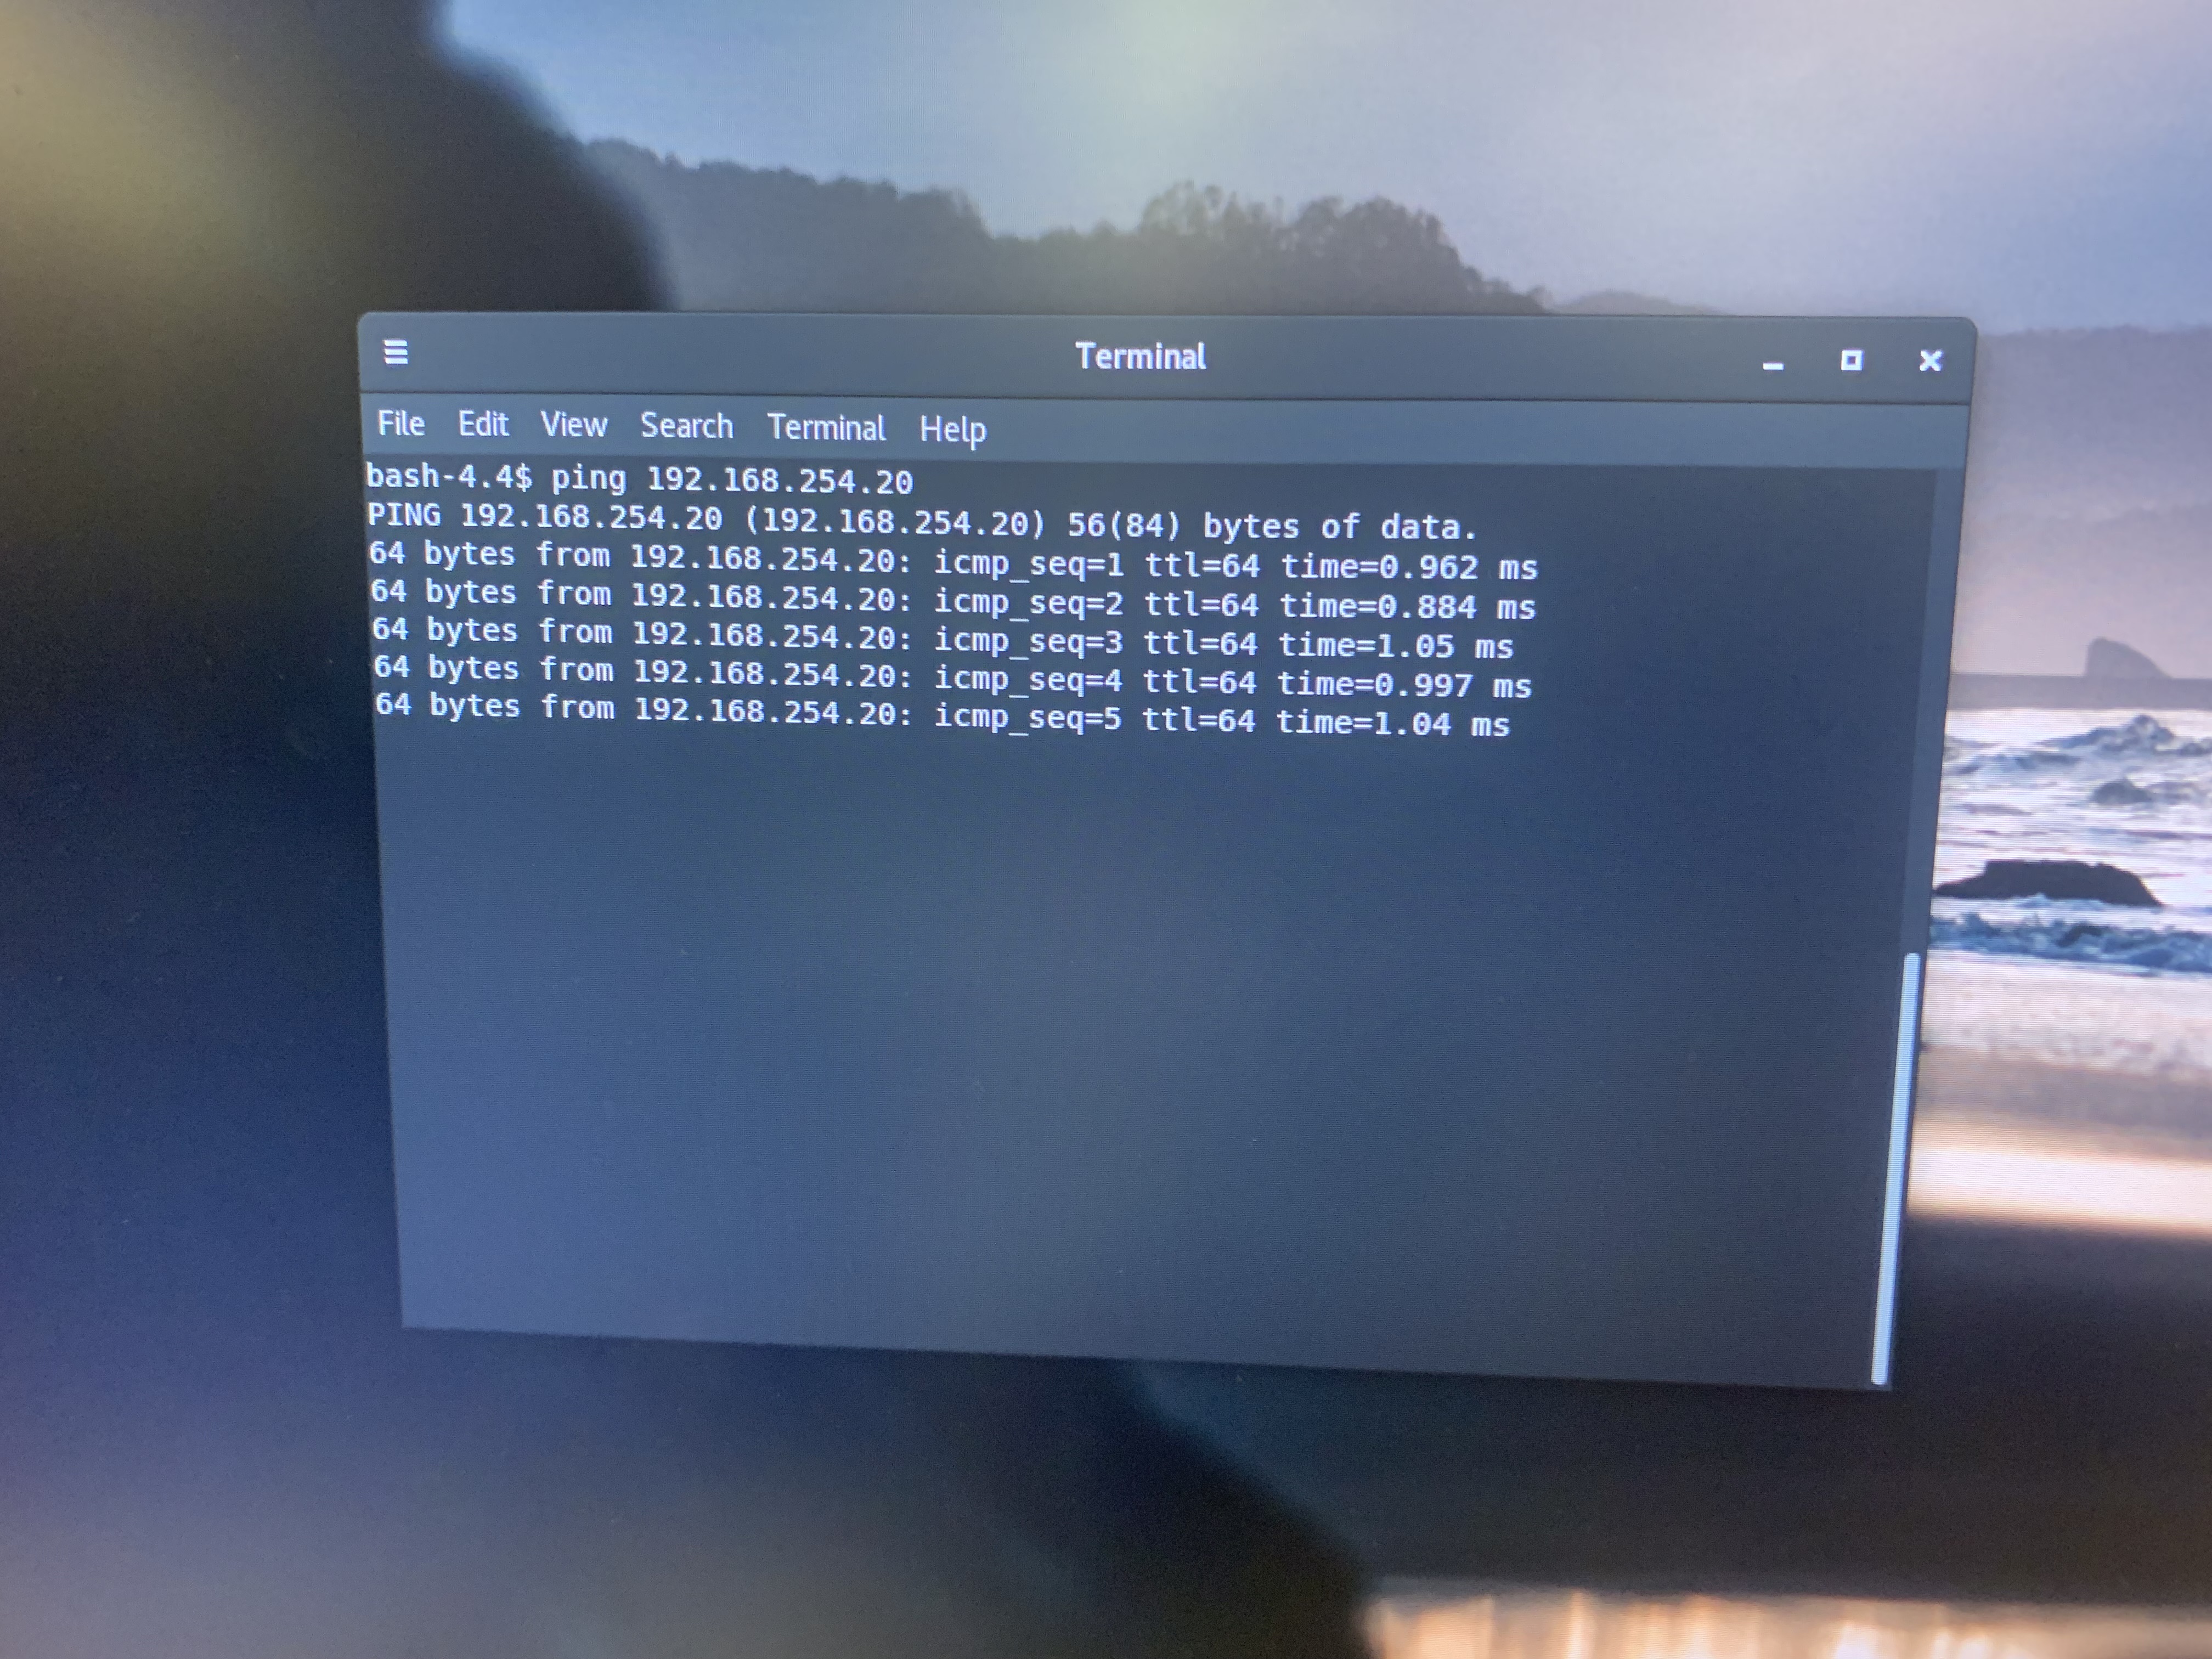 Terminal
File Edit View Search Terminal Help
bash-4.4$ ping 192.168.254.20
PING 192.168.254.20 (192.168.254.20) 56(84) bytes of data.
64 bytes from 192.168.254.20: icmp_seq=1 ttl=64 time=0.962 ms
64 bytes from 192.168.254.20: icmp_seq=2 ttl=64 time=0.884 ms
64 bytes from 192.168.254.20: icmp_seq=3 ttl=64 time=1.05 ms
64 bytes from 192.168.254.20: icmp_seq=4 ttl=64 time=0.997 ms
64 bytes from 192.168.254.20: icmp_seq=5 ttl=64 time=1.04 ms